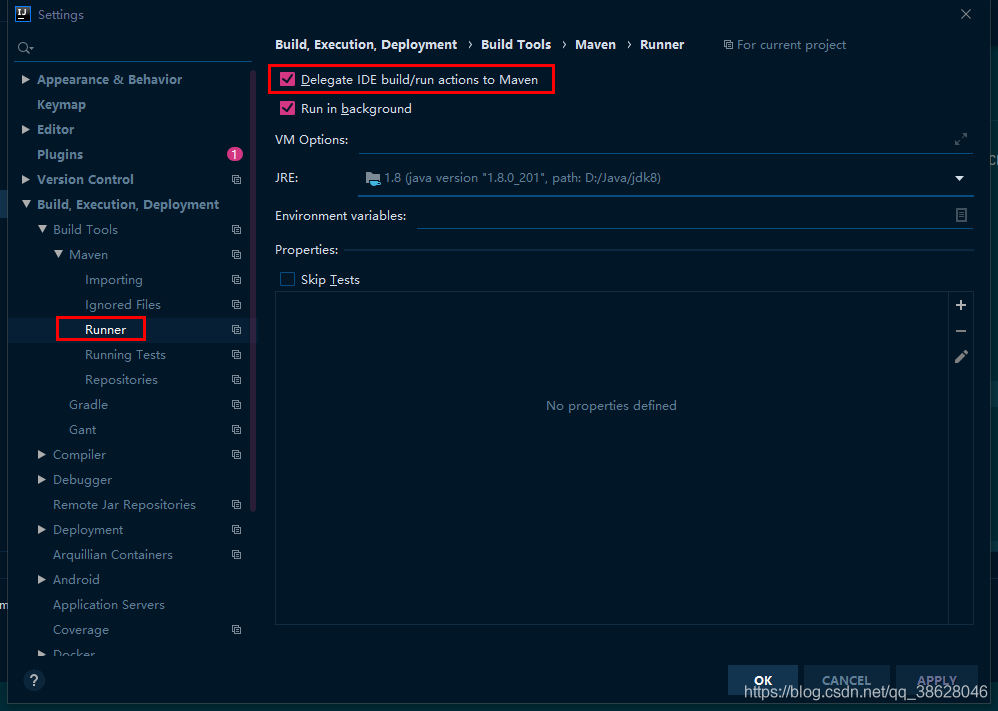 Settings
Build, Execution, Deployment › Build Tools › Maven › Runner For current project
Appearance & Behavior
Keymap
Editor
Plugins 1
Version Control
Build, Execution, Deployment
Build Tools
Maven
Importing
Ignored Files
Runner
Running Tests
Repositories
Gradle
Gant
Compiler
Debugger
Remote Jar Repositories
Deployment
Arquillian Containers
Android
Application Servers
Coverage
Docker
Delegate IDE build/run actions to Maven
Run in background
VM Options:
JRE: 1.8 (java version "1.8.0_201", path: D:/Java/jdk8)
Environment variables:
Properties:
Skip Tests
No properties defined
?
OK CANCEL APPLY
https://blog.csdn.net/qq_38628046